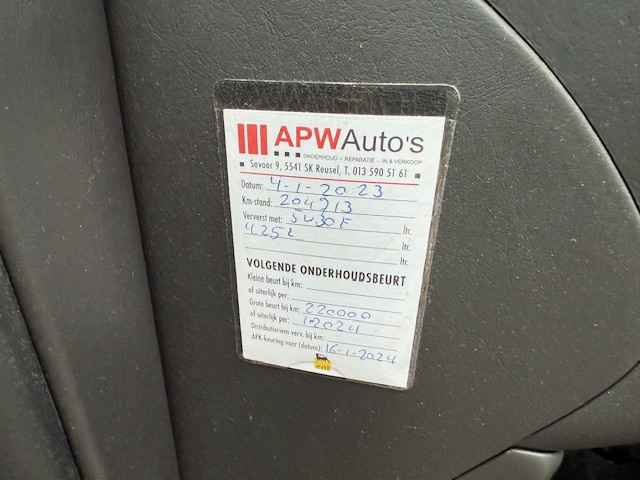 APWAuto's
ONDERHOUD - REPARATIE - IN & VERKOOP
Savoor 9, 5541 SK Reusel, T. 013 590 51 61
Datum: 4-1-2023
Km-stand: 204913
Ververst met: 5W30F ltr.
4,25L ltr.
ltr.
VOLGENDE ONDERHOUDSBEURT
Kleine beurt bij km:
of uiterlijk per:
Grote beurt bij km: 220000
of uiterlijk per: 1-2024
Distributieriem verv. bij km:
APK-keuring voor (datum): 16-1-2024